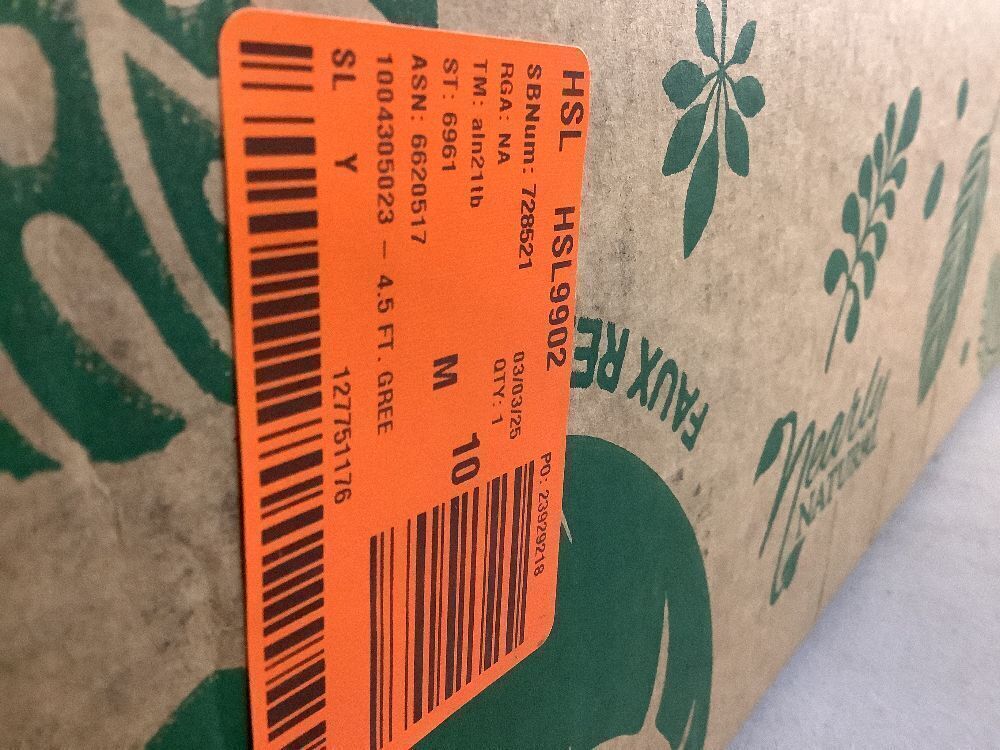 HSL HSL9902
SBNum: 728521 03/03/25 PO: 23929218
RGA: NA QTY: 1
TM: aln21tb
ST: 6961 M 10
ASN: 6620517
1004305023 - 4.5 FT. GREE
SL Y 127751176
FAUX RE
Nearly
NATURAL